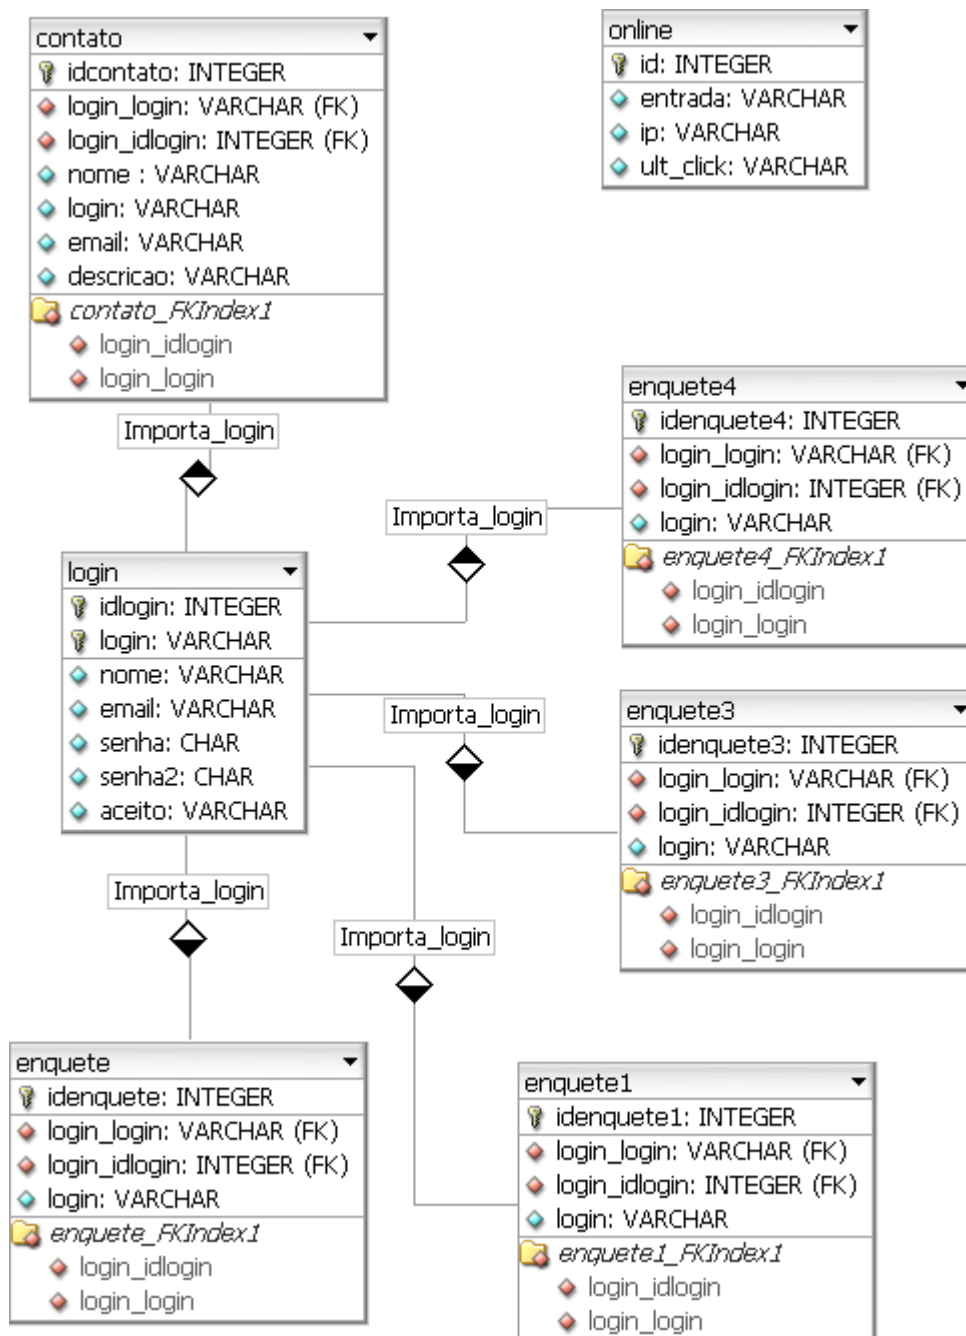 contato
idcontato: INTEGER
login_login: VARCHAR (FK)
login_idlogin: INTEGER (FK)
nome : VARCHAR
login: VARCHAR
email: VARCHAR
descricao: VARCHAR
contato_FKIndex1
login_idlogin
login_login
online
id: INTEGER
entrada: VARCHAR
ip: VARCHAR
ult_click: VARCHAR
Importa_login
enquete4
idenquete4: INTEGER
login_login: VARCHAR (FK)
login_idlogin: INTEGER (FK)
login: VARCHAR
enquete4_FKIndex1
login_idlogin
login_login
Importa_login
login
idlogin: INTEGER
login: VARCHAR
nome: VARCHAR
email: VARCHAR
senha: CHAR
senha2: CHAR
aceito: VARCHAR
Importa_login
enquete3
idenquete3: INTEGER
login_login: VARCHAR (FK)
login_idlogin: INTEGER (FK)
login: VARCHAR
enquete3_FKIndex1
login_idlogin
login_login
Importa_login
Importa_login
enquete
idenquete: INTEGER
login_login: VARCHAR (FK)
login_idlogin: INTEGER (FK)
login: VARCHAR
enquete_FKIndex1
login_idlogin
login_login
enquete1
idenquete1: INTEGER
login_login: VARCHAR (FK)
login_idlogin: INTEGER (FK)
login: VARCHAR
enquete1_FKIndex1
login_idlogin
login_login